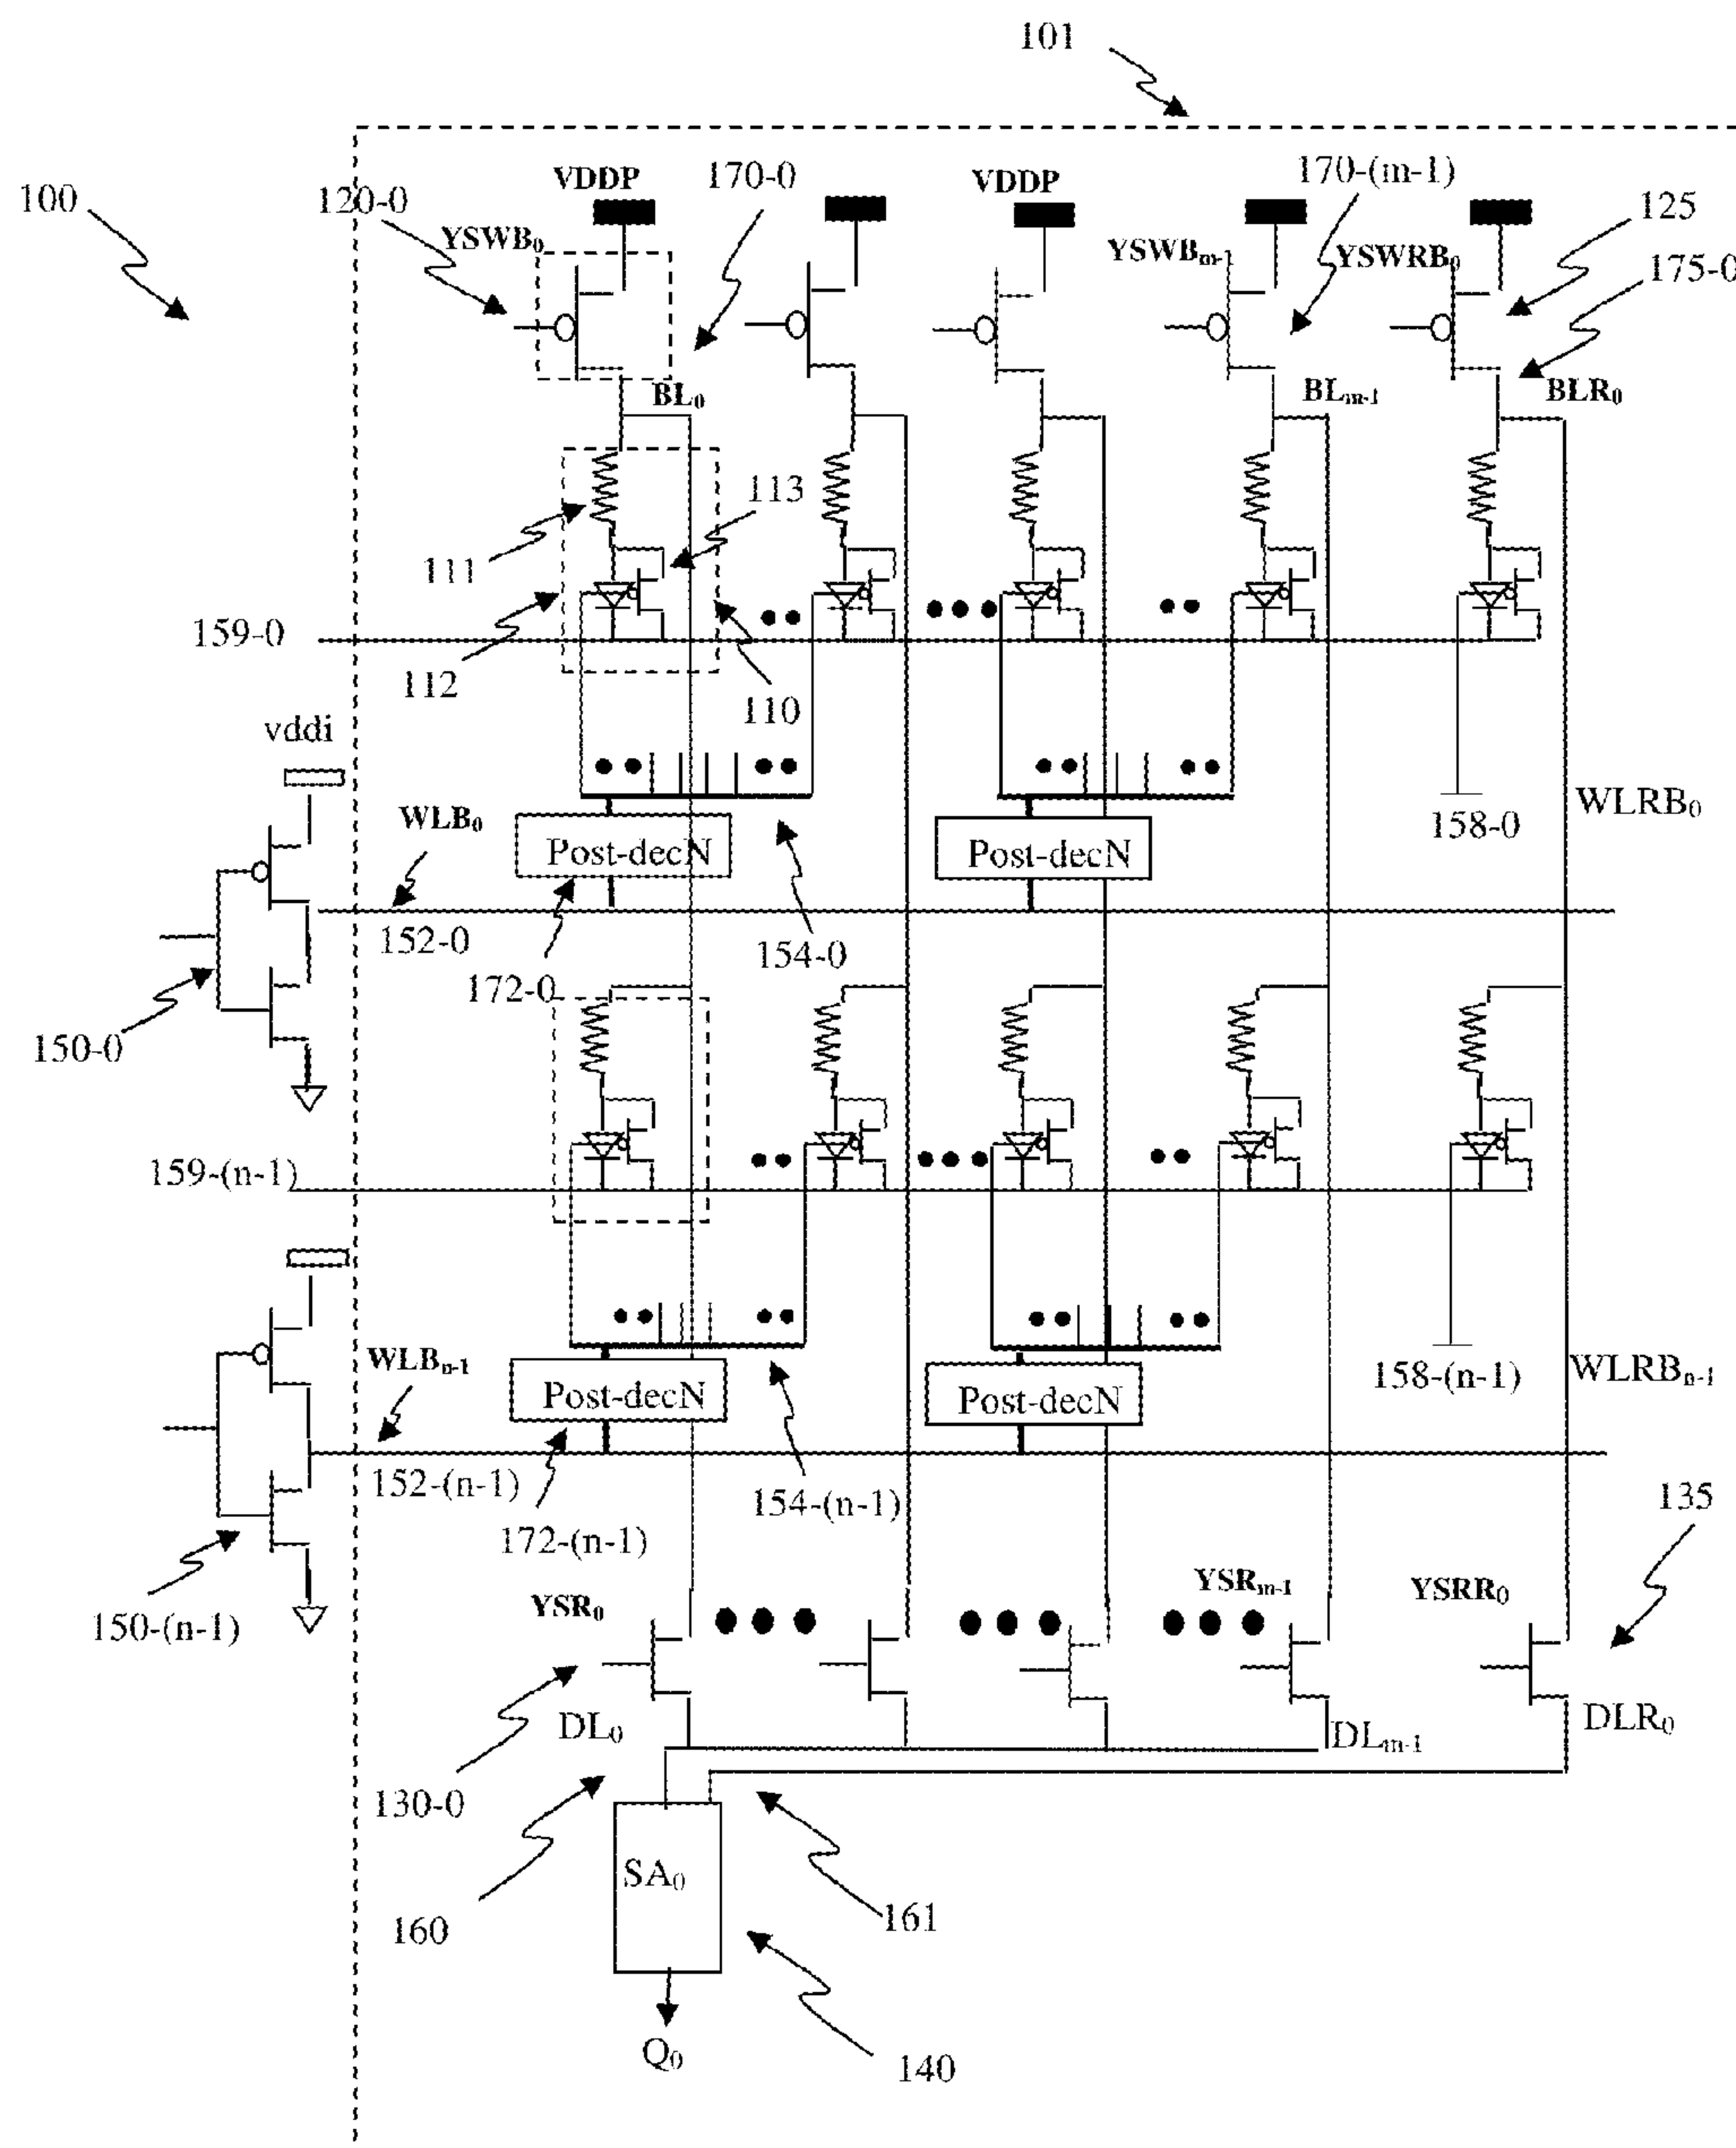 101
100
120-0
VDDP
170-0
VDDP
170-(m-1)
125
YSWB₀
YSWBₘ₋
YSWRB₀
175-0
BL₀
BLₘ₋₁
BLR₀
111
113
159-0
112
110
vddi
WLB₀
158-0
WLRB₀
Post-decN
Post-decN
152-0
154-0
172-0
150-0
159-(n-1)
WLBₙ₋₁
158-(n-1)
WLRBₙ₋₁
Post-decN
Post-decN
152-(n-1)
154-(n-1)
135
172-(n-1)
150-(n-1)
YSR₀
YSRₘ₋₁
YSRR₀
DL₀
DLₘ₋₁
DLR₀
130-0
SA₀
160
161
Q₀
140